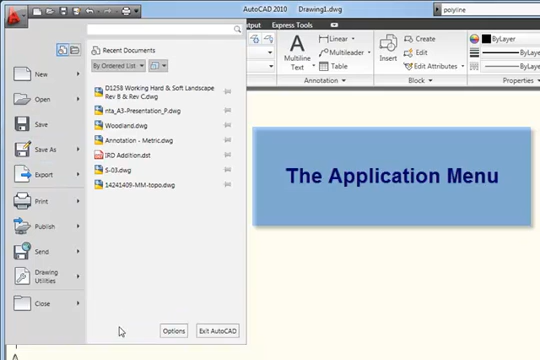 AutoCAD 2010 Drawing1.dwg
polyline
Output Express Tools
Recent Documents
By Ordered List
New
Open
Save
Save As
Export
Print
Publish
Send
Drawing
Utilities
Close
D1258 Working Hard & Soft Landscape
Rev B & Rev C.dwg
nta_A3-Presentation_P.dwg
Woodland.dwg
Annotation - Metric.dwg
IRD Addition.dst
S-03.dwg
14241409-MM-topo.dwg
Options
Exit AutoCAD
A
Multiline
Text
Linear
Multileader
Table
Annotation
Insert
Create
Edit
Edit Attributes
Block
ByLayer
ByLayer
ByLayer
Properties
The Application Menu